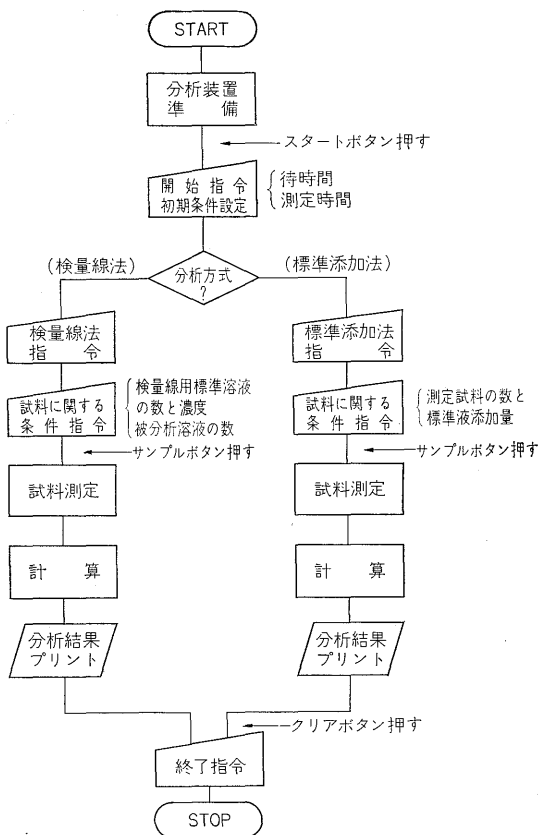 START
分析装置
準 備
スタートボタン押す
開始指令
初期条件設定
待時間
測定時間
(検量線法)
分析方式
?
(標準添加法)
検量線法
指 令
試料に関する
条件指令
検量線用標準溶液
の数と濃度
被分析溶液の数
サンプルボタン押す
試料測定
計 算
分析結果
プリント
標準添加法
指 令
試料に関する
条件指令
測定試料の数と
標準液添加量
サンプルボタン押す
試料測定
計 算
分析結果
プリント
クリアボタン押す
終了指令
STOP